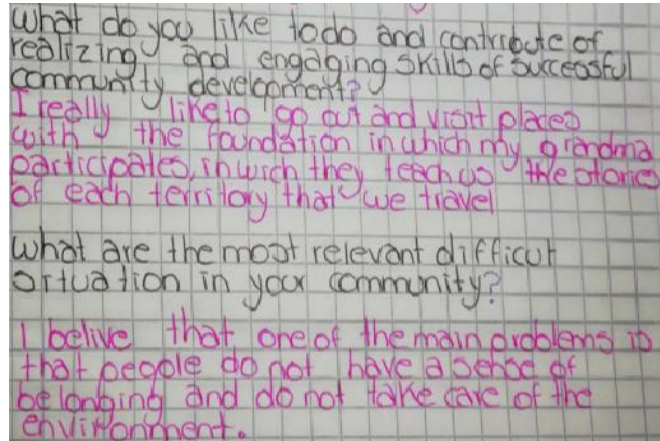 What do you like to do and contribute of
realizing and engaging skills of successful
community development?
I really like to go out and visit places
with the foundation in which my grandma
participates, in wich they teach us the stories
of each territory that we travel
What are the most relevant difficut
situation in your community?
I belive that one of the main problems is
that people do not have a sense of
belonging and do not take care of the
environment.